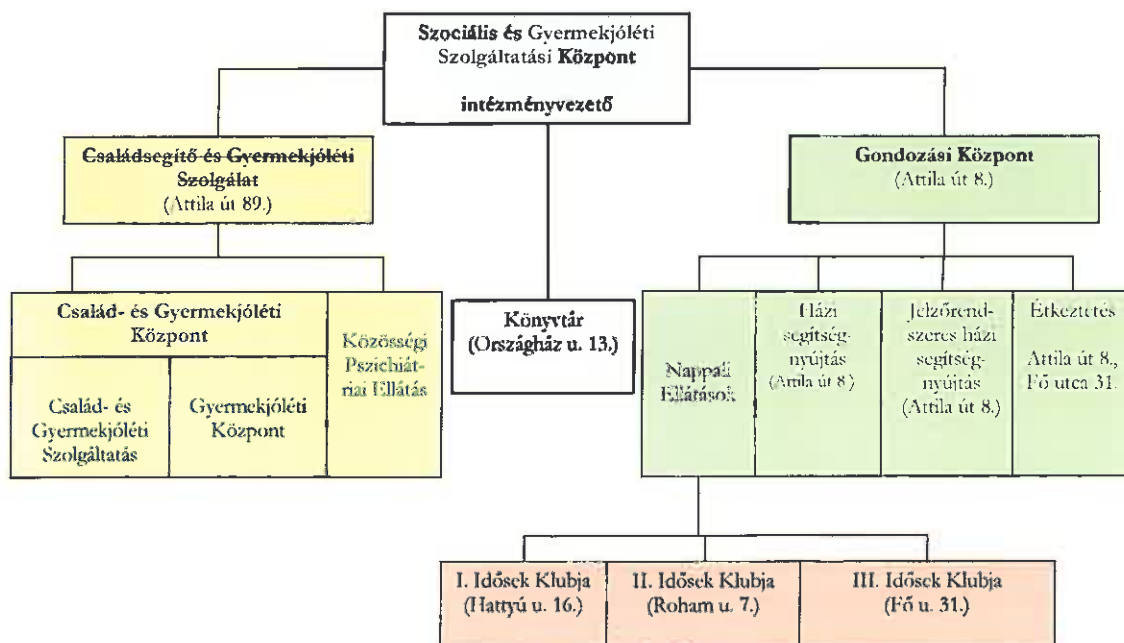 Szociális és Gyermekjóléti
Szolgáltatási Központ
intézményvezető
Családsegítő és Gyermekjóléti
Szolgálat
(Attila út 89.)
Gondozási Központ
(Attila út 8.)
Család- és Gyermekjóléti
Központ
Család- és
Gyermekjóléti
Szolgáltatás
Gyermekjóléti
Központ
Közösségi
Pszichiát-
riai Ellátás
Könyvtár
(Országház u. 13.)
Nappali
Ellátások
Házi
segítség-
nyújtás
(Attila út 8.)
Jelzőrend-
szeres házi
segítség-
nyújtás
(Attila út 8.)
Étkeztetés
Attila út 8.,
Fő utca 31.
I. Idősek Klubja
(Hattyú u. 16.)
II. Idősek Klubja
(Roham u. 7.)
III. Idősek Klubja
(Fő u. 31.)